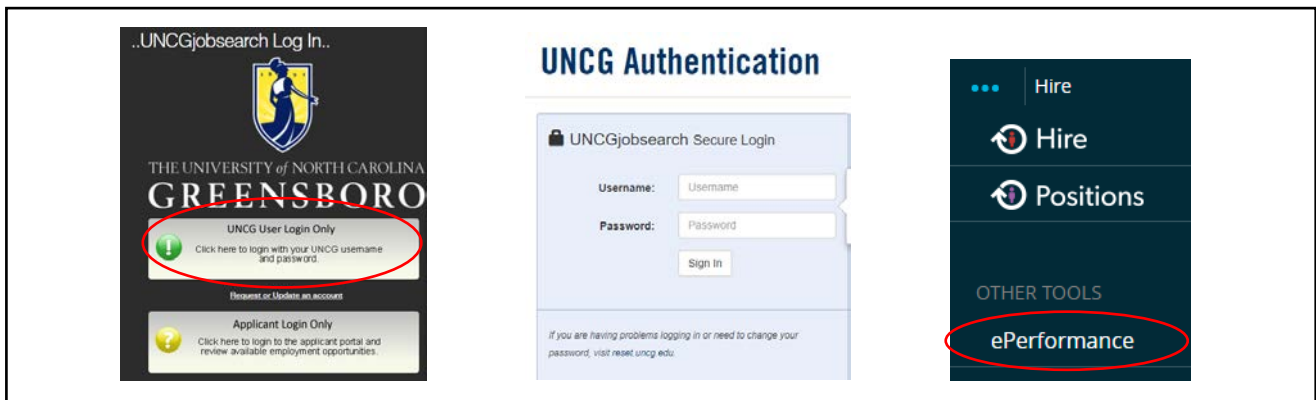 ..UNCGjobsearch Log In..
THE UNIVERSITY of NORTH CAROLINA
GREENSBORO
UNCG User Login Only
Click here to login with your UNCG username
and password.
Request or Update an account
Applicant Login Only
Click here to login to the applicant portal and
review available employment opportunities.
UNCG Authentication
UNCGjobsearch Secure Login
Username: Username
Password: Password
Sign In
If you are having problems logging in or need to change your
password, visit reset.uncg.edu.
Hire
Hire
Positions
OTHER TOOLS
ePerformance